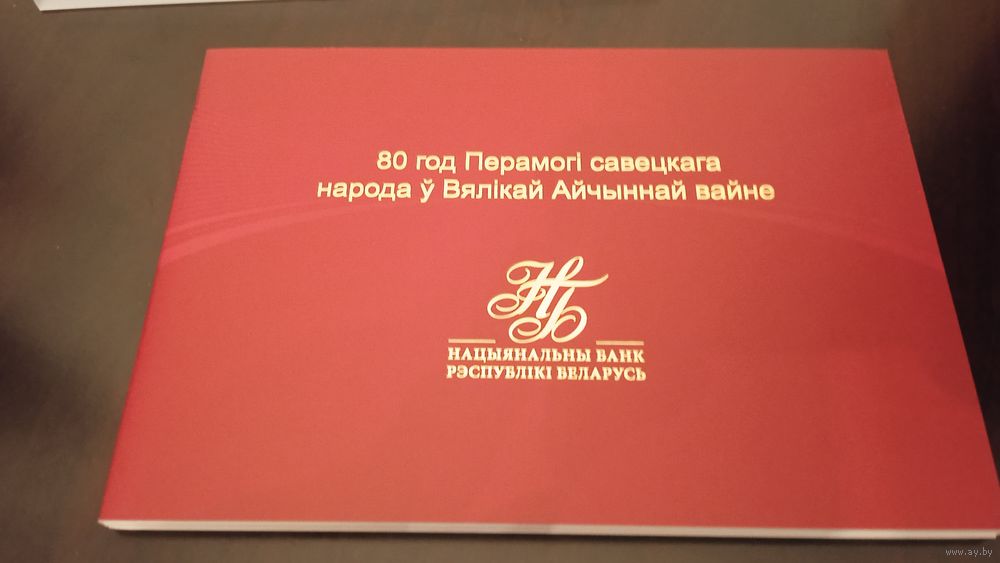 80 год Перамогі савецкага
народа ў Вялікай Айчыннай вайне
НБ
НАЦЫЯНАЛЬНЫ БАНК
РЭСПУБЛІКІ БЕЛАРУСЬ
www.ay.by